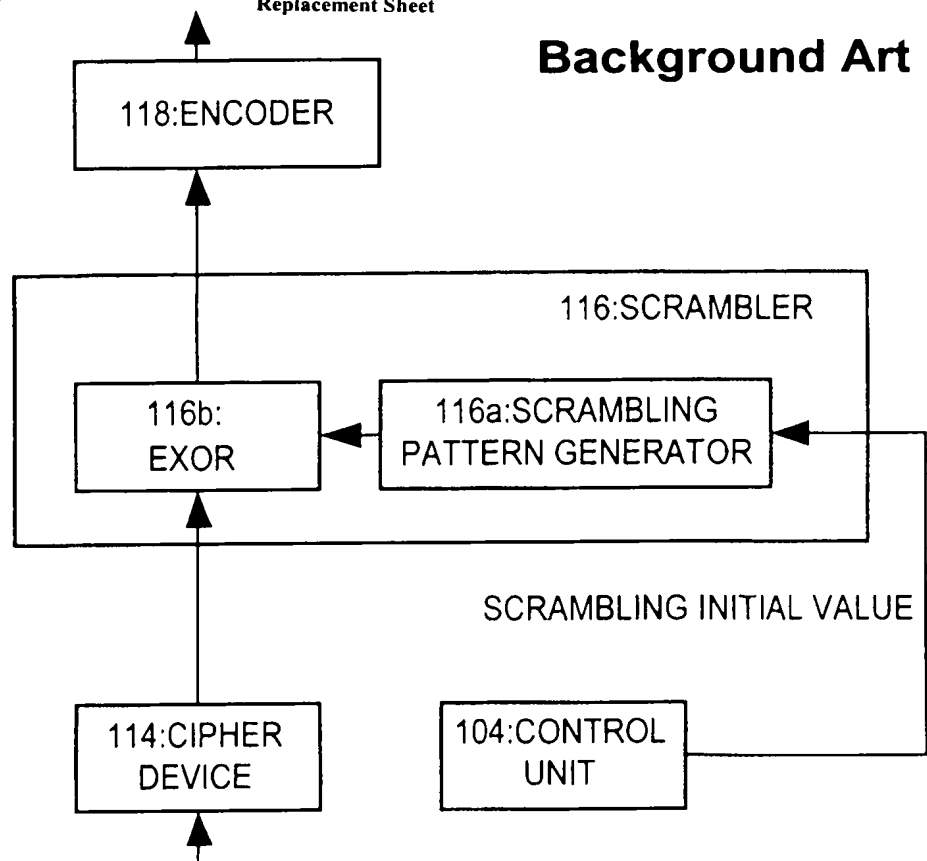 Replacement Sheet
Background Art
118:ENCODER
116:SCRAMBLER
116b:
EXOR
116a:SCRAMBLING
PATTERN GENERATOR
SCRAMBLING INITIAL VALUE
114:CIPHER
DEVICE
104:CONTROL
UNIT